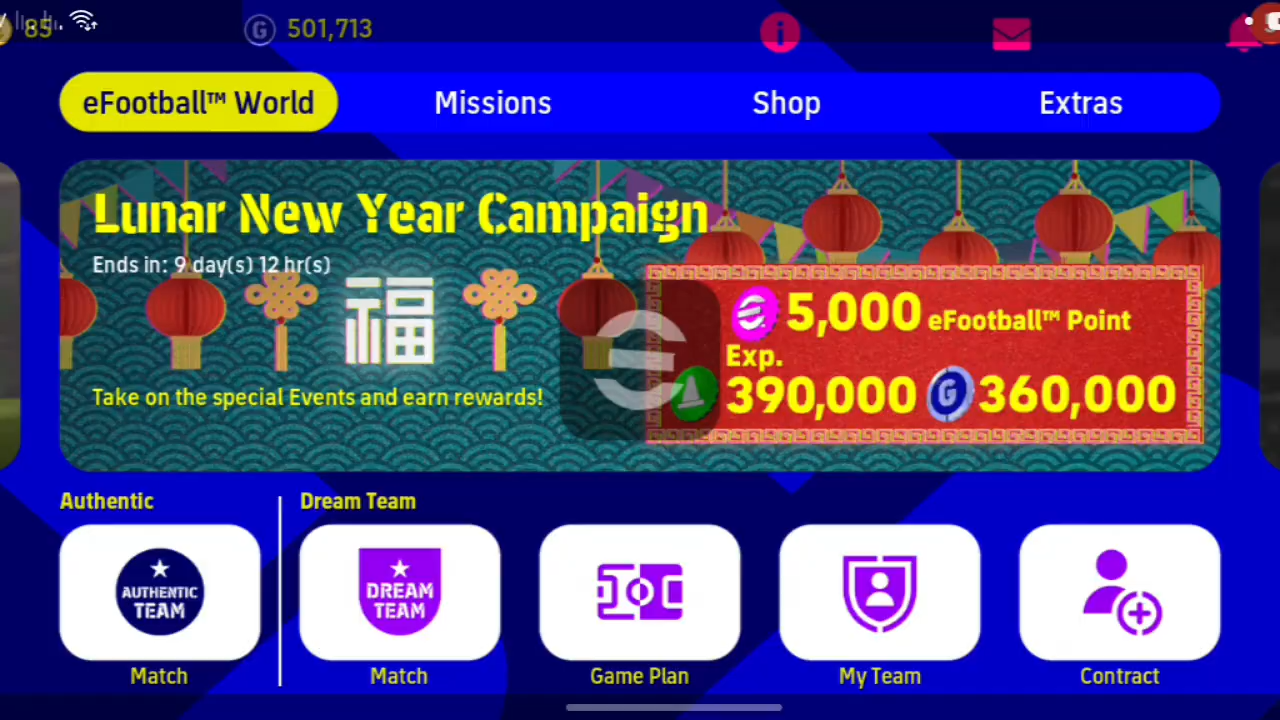 85
G 501,713
i
eFootball™ World
Missions
Shop
Extras
Lunar New Year Campaign
Ends in: 9 day(s) 12 hr(s)
福
Take on the special Events and earn rewards!
5,000 eFootball™ Point
Exp.
390,000 G 360,000
Authentic
Dream Team
AUTHENTIC
TEAM
DREAM
TEAM
Match
Match
Game Plan
My Team
Contract